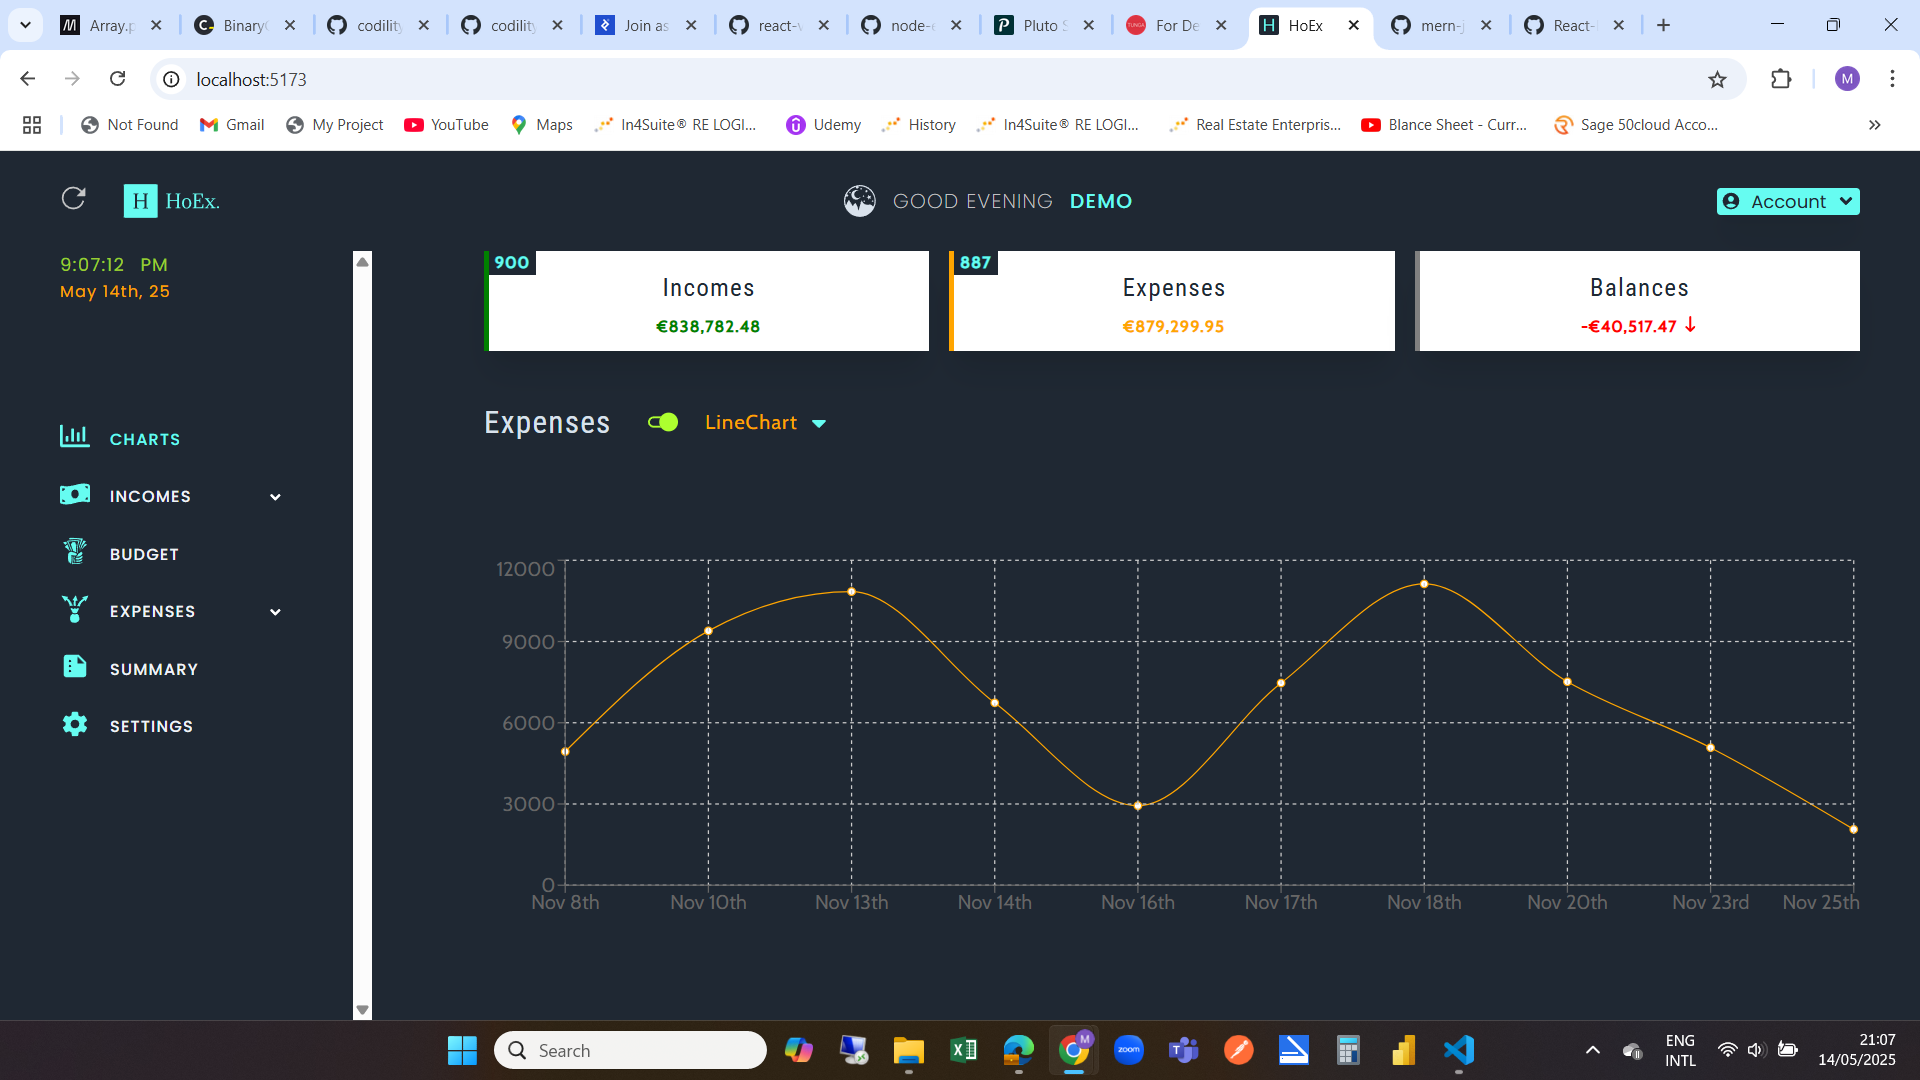 Array.p
Binary
codility
codility
Join as
react-v
node-e
Pluto S
For De
HoEx
mern-j
React-
localhost:5173
M
Not Found
Gmail
My Project
YouTube
Maps
In4Suite® RE LOGI...
Udemy
History
In4Suite® RE LOGI...
Real Estate Enterpris...
Blance Sheet - Curr...
Sage 50cloud Acco...
H HoEx.
GOOD EVENING DEMO
Account
9:07:12 PM
May 14th, 25
900
Incomes
€838,782.48
887
Expenses
€879,299.95
Balances
-€40,517.47
CHARTS
INCOMES
BUDGET
EXPENSES
SUMMARY
SETTINGS
Expenses
LineChart
12000
9000
6000
3000
0
Nov 8th
Nov 10th
Nov 13th
Nov 14th
Nov 16th
Nov 17th
Nov 18th
Nov 20th
Nov 23rd
Nov 25th
Search
M
zoom
ENG
INTL
21:07
14/05/2025